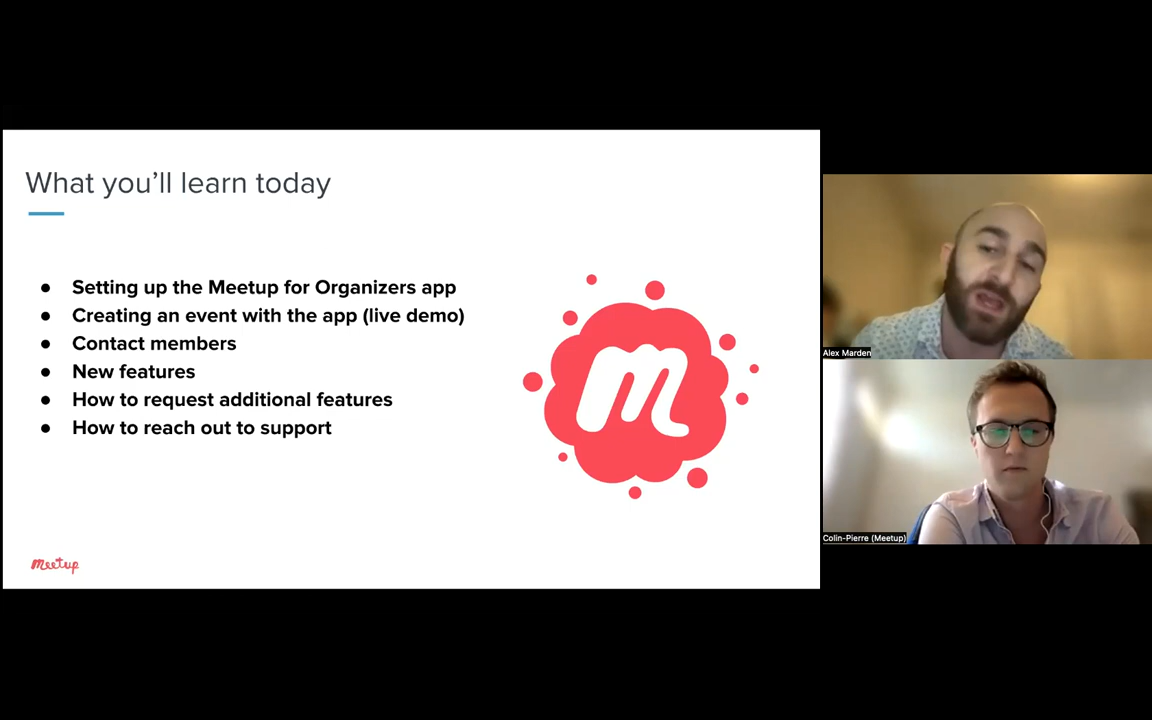 What you'll learn today
● Setting up the Meetup for Organizers app
● Creating an event with the app (live demo)
● Contact members
● New features
● How to request additional features
● How to reach out to support
m
meetup
Alex Marden
Colin-Pierre (Meetup)